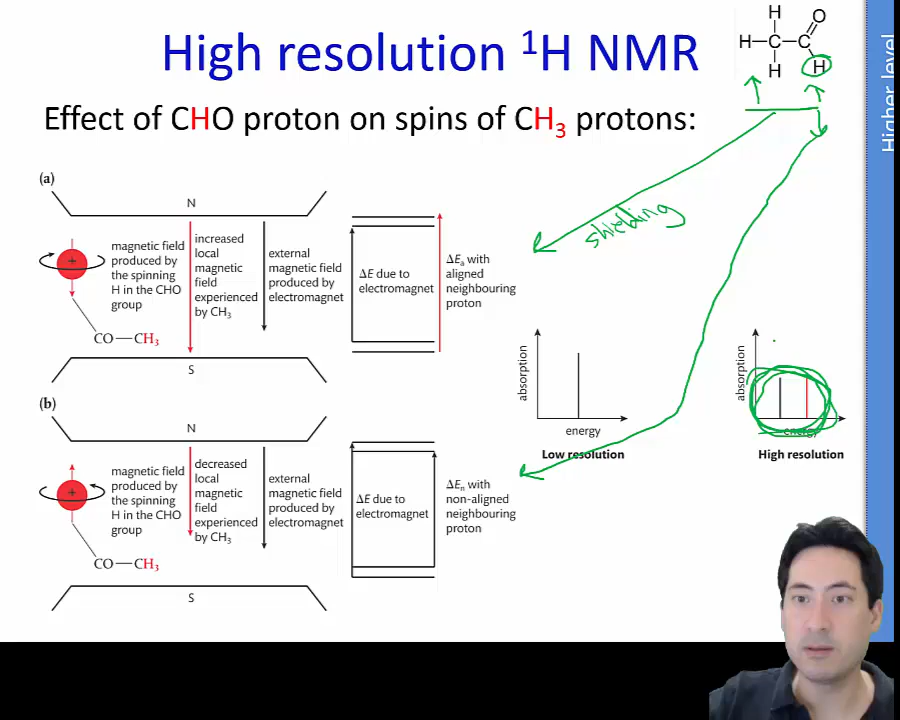 High resolution ¹H NMR
Effect of CHO proton on spins of CH₃ protons:
H
O
H
C
C
H
H
Higher level
(a)
N
magnetic field
produced by
the spinning
H in the CHO
group
+
increased
local
magnetic
field
experienced
by CH₃
external
magnetic field
produced by
electromagnet
ΔE due to
electromagnet
ΔEₐ with
aligned
neighbouring
proton
CO—CH₃
S
shielding
(b)
N
magnetic field
produced by
the spinning
H in the CHO
group
+
decreased
local
magnetic
field
experienced
by CH₃
external
magnetic field
produced by
electromagnet
ΔE due to
electromagnet
ΔEₙ with
non-aligned
neighbouring
proton
CO—CH₃
S
absorption
energy
Low resolution
absorption
energy
High resolution